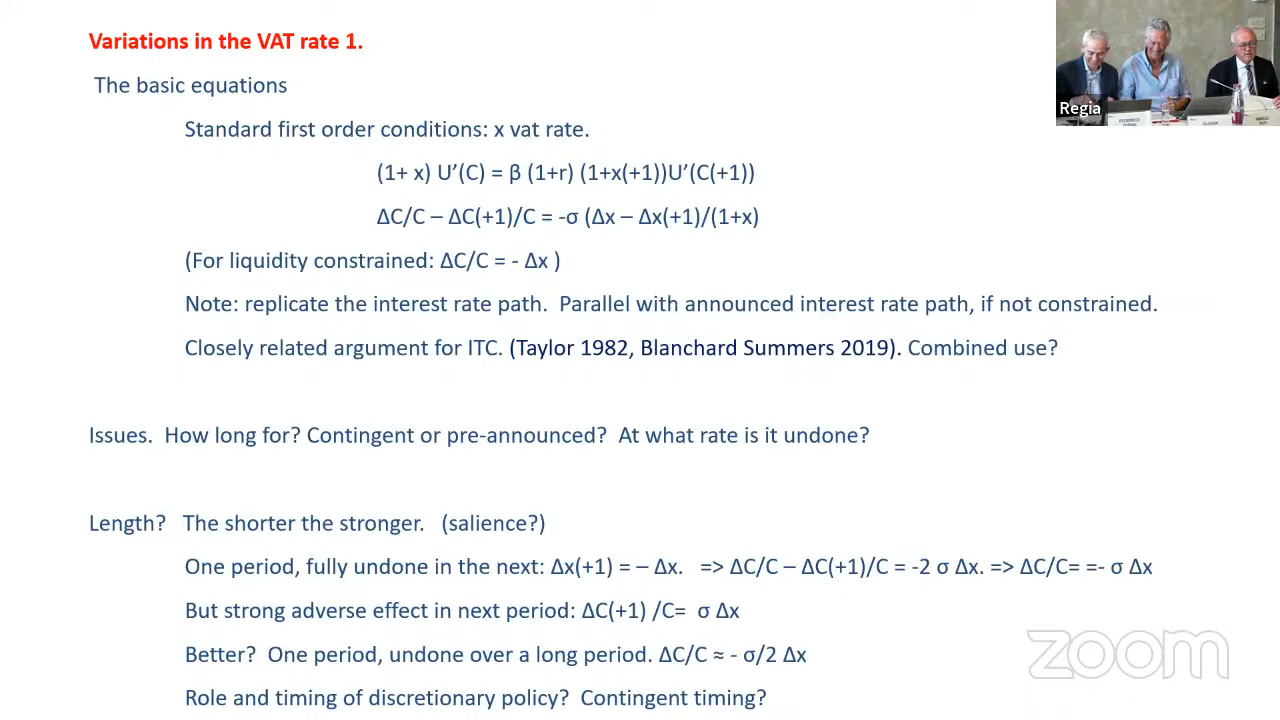 Variations in the VAT rate 1.
The basic equations
Standard first order conditions: x vat rate.
(1+ x) U’(C) = β (1+r) (1+x(+1))U’(C(+1))
ΔC/C – ΔC(+1)/C = -σ (Δx – Δx(+1)/(1+x)
(For liquidity constrained: ΔC/C = - Δx )
Note: replicate the interest rate path. Parallel with announced interest rate path, if not constrained.
Closely related argument for ITC. (Taylor 1982, Blanchard Summers 2019). Combined use?
Issues. How long for? Contingent or pre-announced? At what rate is it undone?
Length? The shorter the stronger. (salience?)
One period, fully undone in the next: Δx(+1) = – Δx. => ΔC/C – ΔC(+1)/C = -2 σ Δx. => ΔC/C= =- σ Δx
But strong adverse effect in next period: ΔC(+1) /C= σ Δx
Better? One period, undone over a long period. ΔC/C ≈ - σ/2 Δx
Role and timing of discretionary policy? Contingent timing?
Regia
FEDERICO
OLIVIER
MARCO
zoom